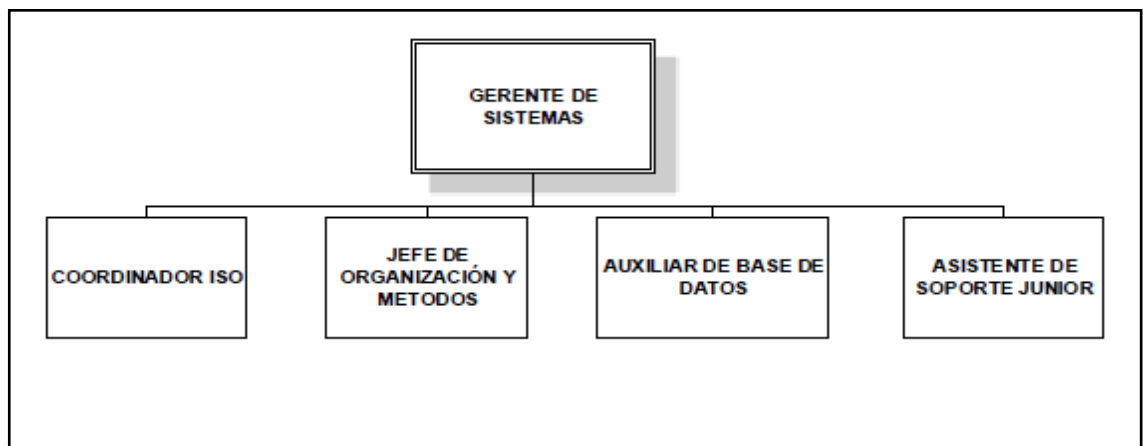 GERENTE DE
SISTEMAS
COORDINADOR ISO
JEFE DE
ORGANIZACIÓN Y
METODOS
AUXILIAR DE BASE DE
DATOS
ASISTENTE DE
SOPORTE JUNIOR